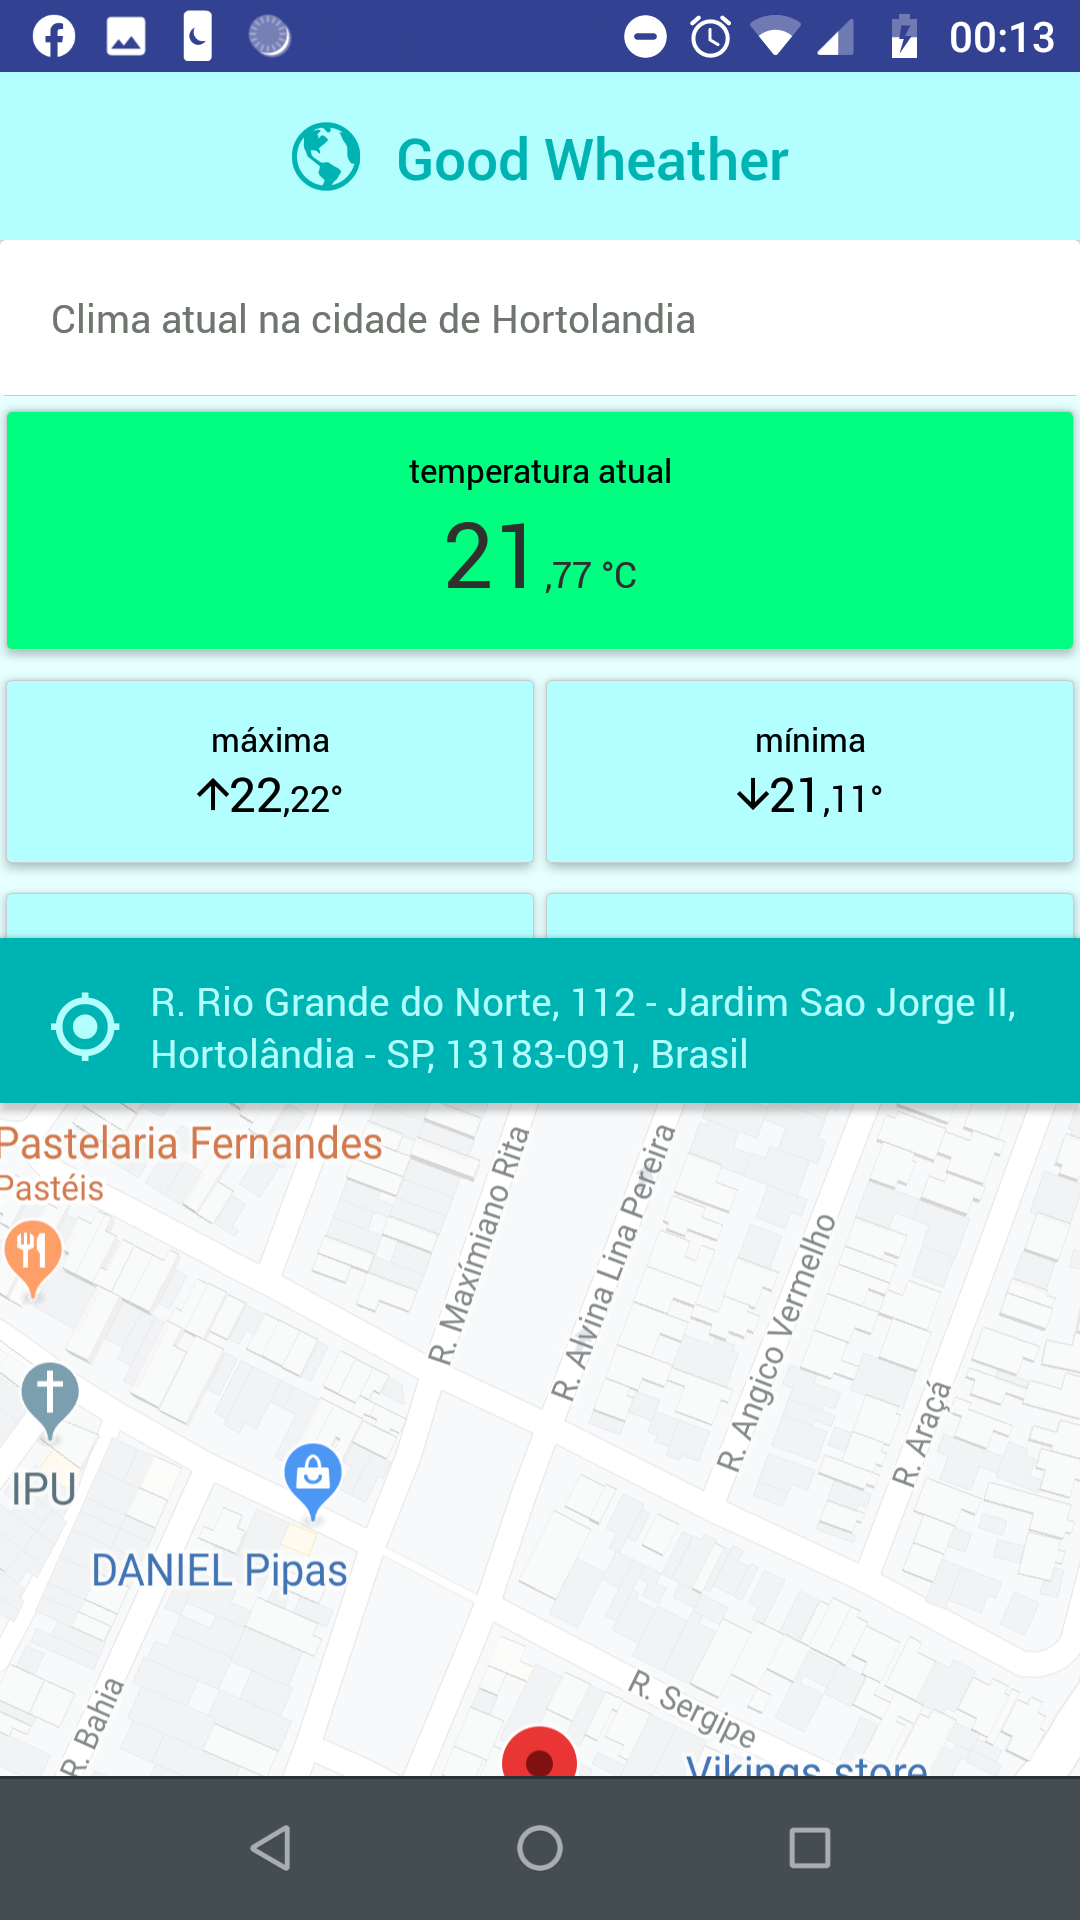 00:13
Good Wheather
Clima atual na cidade de Hortolandia
temperatura atual
21,77 °C
máxima
22,22°
mínima
21,11°
R. Rio Grande do Norte, 112 - Jardim Sao Jorge II,
Hortolândia - SP, 13183-091, Brasil
Pastelaria Fernandes
Pastéis
R. Maxímiano Rita
R. Alvina Lina Pereira
R. Angico Vermelho
R. Araçá
IPU
DANIEL Pipas
R. Bahia
R. Sergipe
Vikings store